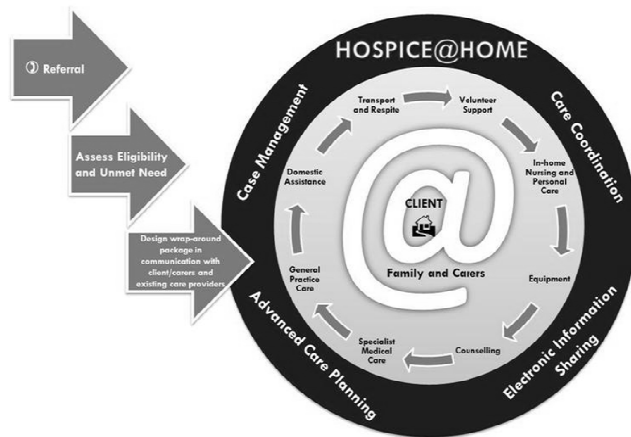 HOSPICE@HOME
Referral
Assess Eligibility
and Unmet Need
Design wrap-around
package in
communication with
client/carers and
existing care providers
Case Management
Care Coordination
Advanced Care Planning
Electronic Information
Sharing
Transport
and Respite
Volunteer
Support
In-home
Nursing and
Personal
Care
Equipment
Counselling
Specialist
Medical
Care
General
Practice
Care
Domestic
Assistance
@
CLIENT
Family and Carers